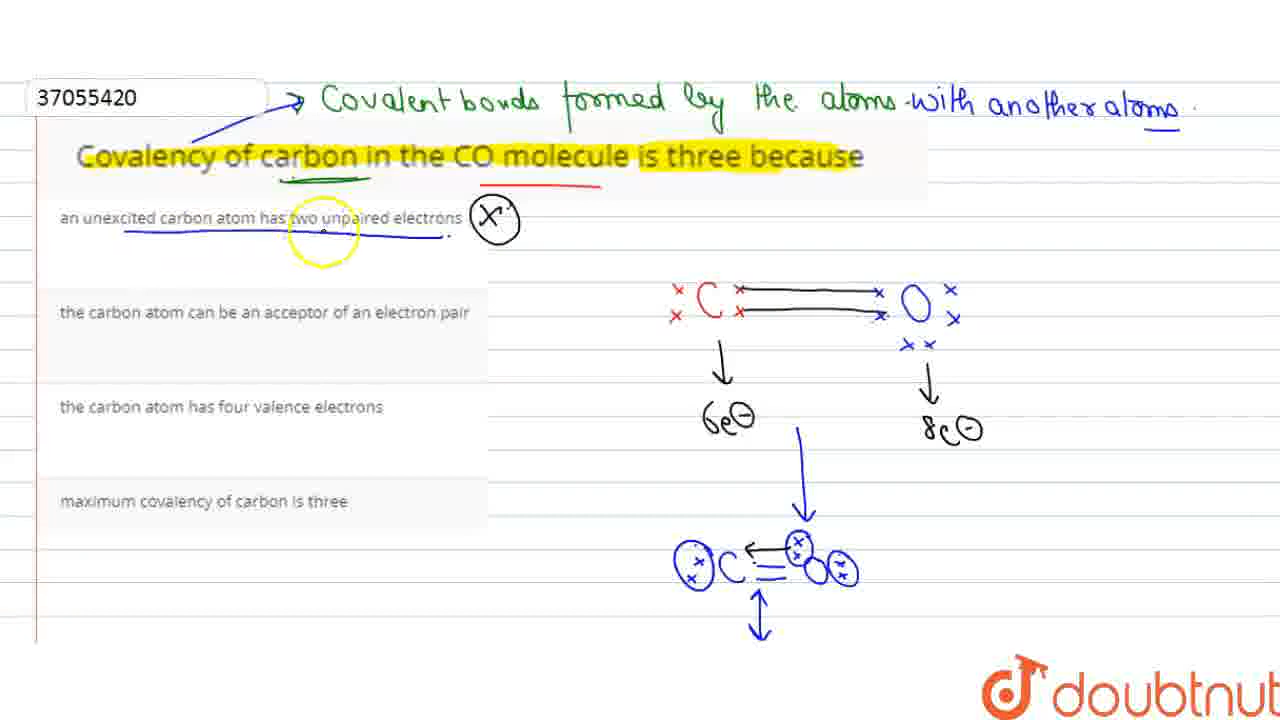 37055420
Covalent bonds formed by the atoms with another atoms.
Covalency of carbon in the CO molecule is three because
an unexcited carbon atom has two unpaired electrons X
C O
the carbon atom can be an acceptor of an electron pair
the carbon atom has four valence electrons
6e⊖ 8e⊖
maximum covalency of carbon is three
C O
doubtnut